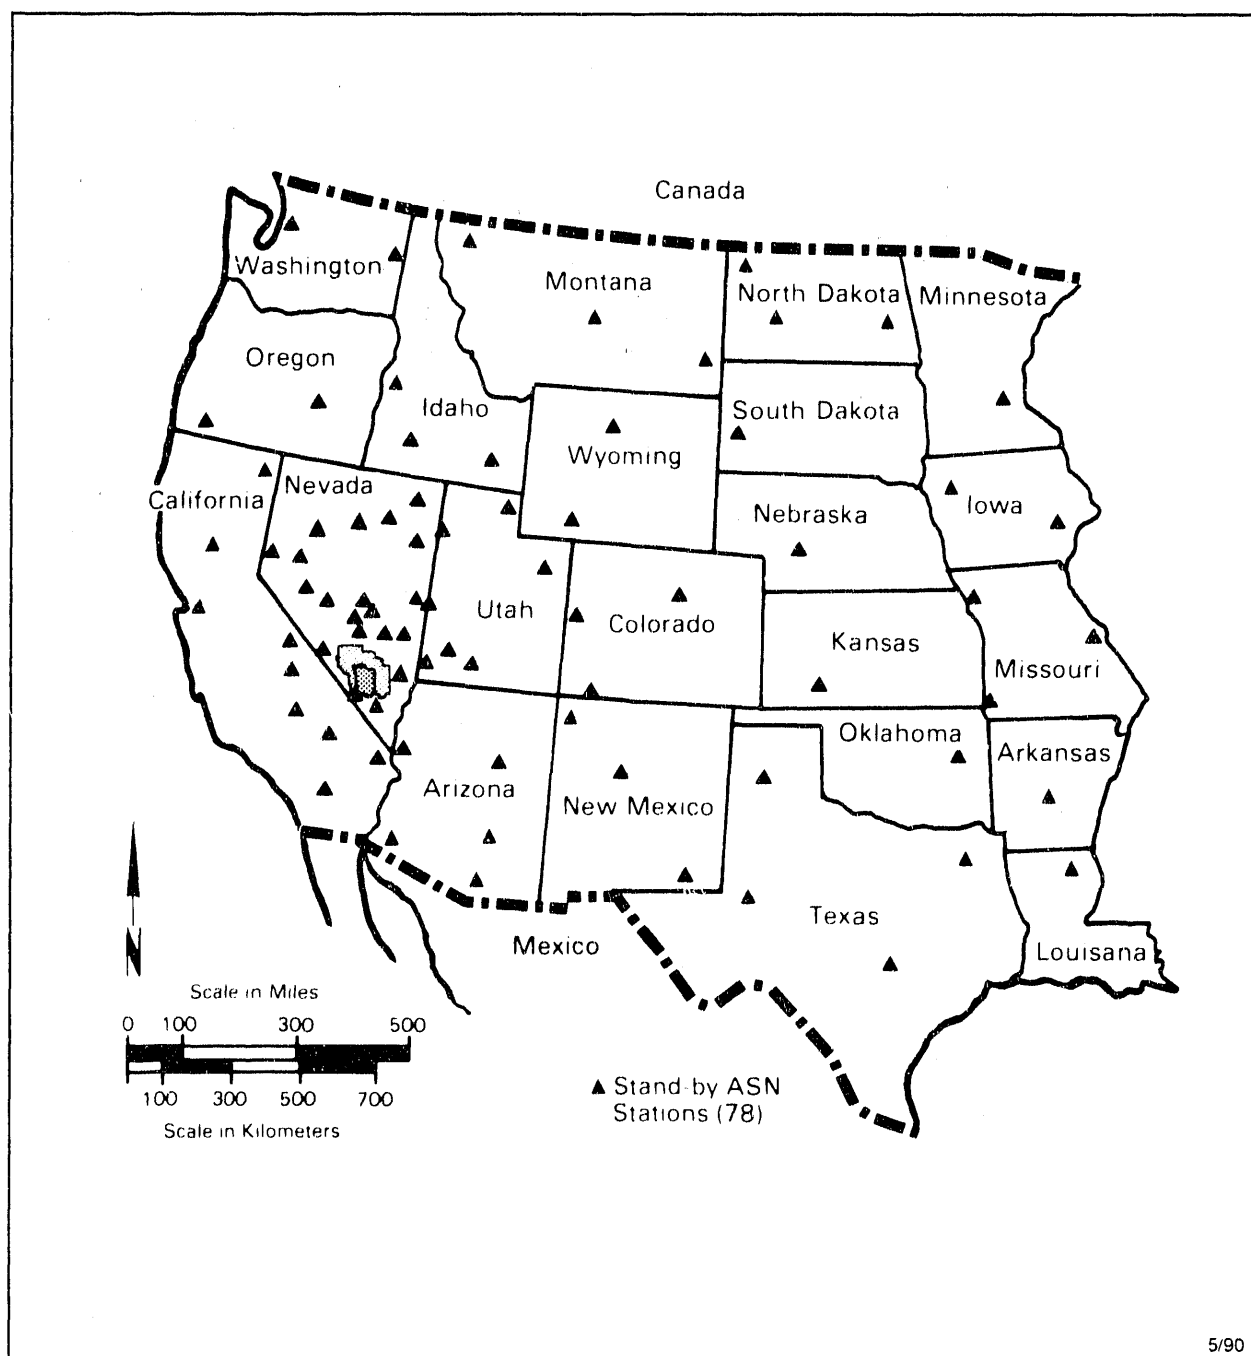 Canada
Washington
Montana
North Dakota
Minnesota
Oregon
Idaho
South Dakota
Wyoming
California
Nevada
Nebraska
Iowa
Utah
Colorado
Kansas
Missouri
Oklahoma
Arkansas
Arizona
New Mexico
Texas
Mexico
Louisana
N
Scale in Miles
0 100 300 500
100 300 500 700
Scale in Kilometers
Stand-by ASN
Stations (78)
5/90